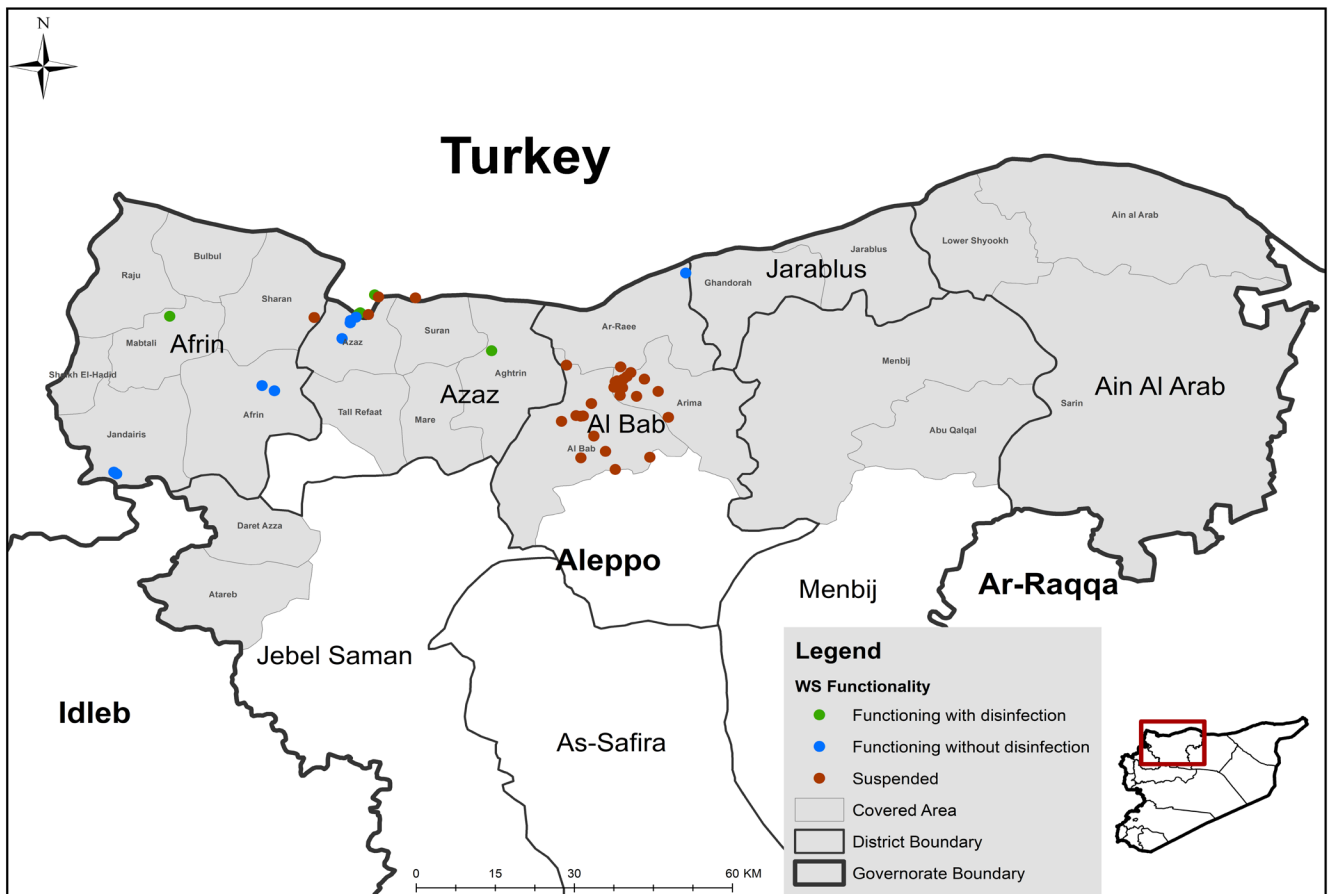 N
Turkey
Ain al Arab
Bulbul
Lower Shyookh
Jarablus
Raju
Jarablus
Ghandorah
Sharan
Ar-Raee
Suran
Mabtali
Afrin
Azaz
Menbij
Sheikh El-Hadid
Aghtrin
Ain Al Arab
Azaz
Arima
Sarin
Afrin
Tall Refaat
Mare
Al Bab
Abu Qalqal
Jandairis
Al Bab
Daret Azza
Aleppo
Ar-Raqqa
Menbij
Atareb
Jebel Saman
Idleb
As-Safira
Legend
WS Functionality
Functioning with disinfection
Functioning without disinfection
Suspended
Covered Area
District Boundary
Governorate Boundary
0 15 30 60 KM